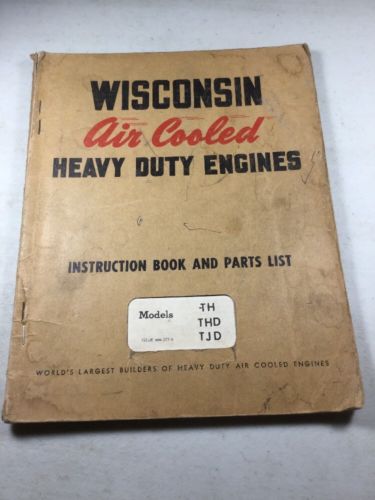 WISCONSIN
Air Cooled
HEAVY DUTY ENGINES
INSTRUCTION BOOK AND PARTS LIST
Models -TH
THD
TJD
WORLD'S LARGEST BUILDERS OF HEAVY DUTY AIR COOLED ENGINES